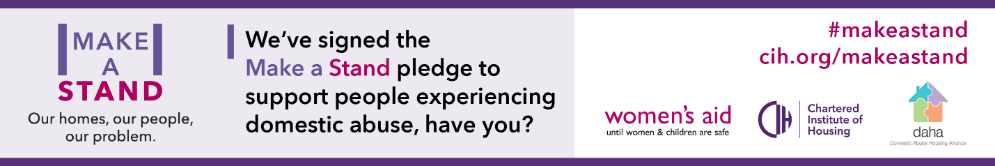 MAKE
A
STAND
Our homes, our people,
our problem.
We've signed the
Make a Stand pledge to
support people experiencing
domestic abuse, have you?
#makeastand
cih.org/makeastand
women's aid
until women & children are safe
CIH
Chartered
Institute of
Housing
daha
Domestic Abuse Housing Alliance